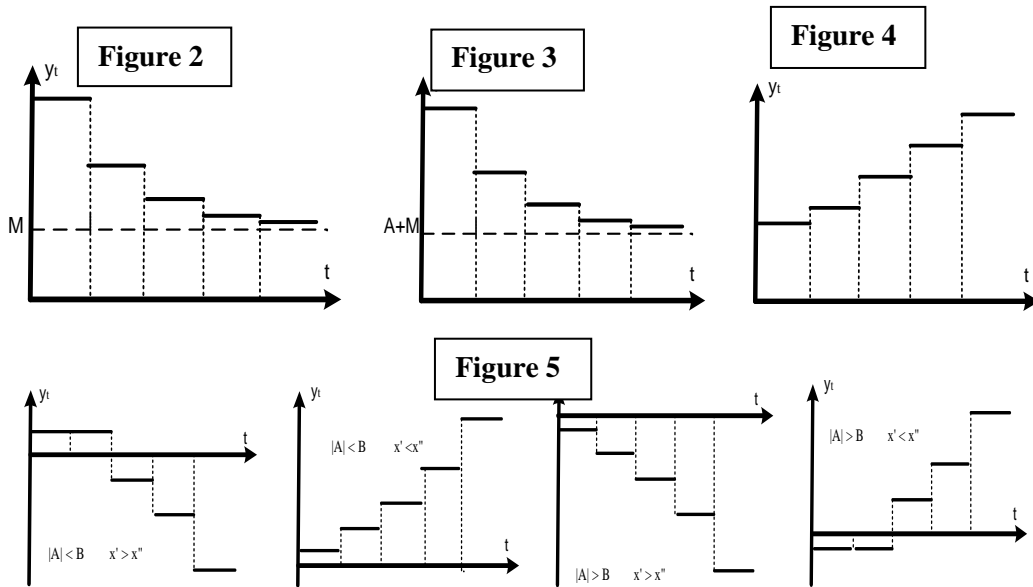 Figure 2
Figure 3
Figure 4
yₜ
M
t
A+M
t
yₜ
t
Figure 5
yₜ
t
|A| < B x' > x"
yₜ
|A| < B x' < x"
t
t
yₜ
|A| > B x' > x"
yₜ
|A| > B x' < x"
t